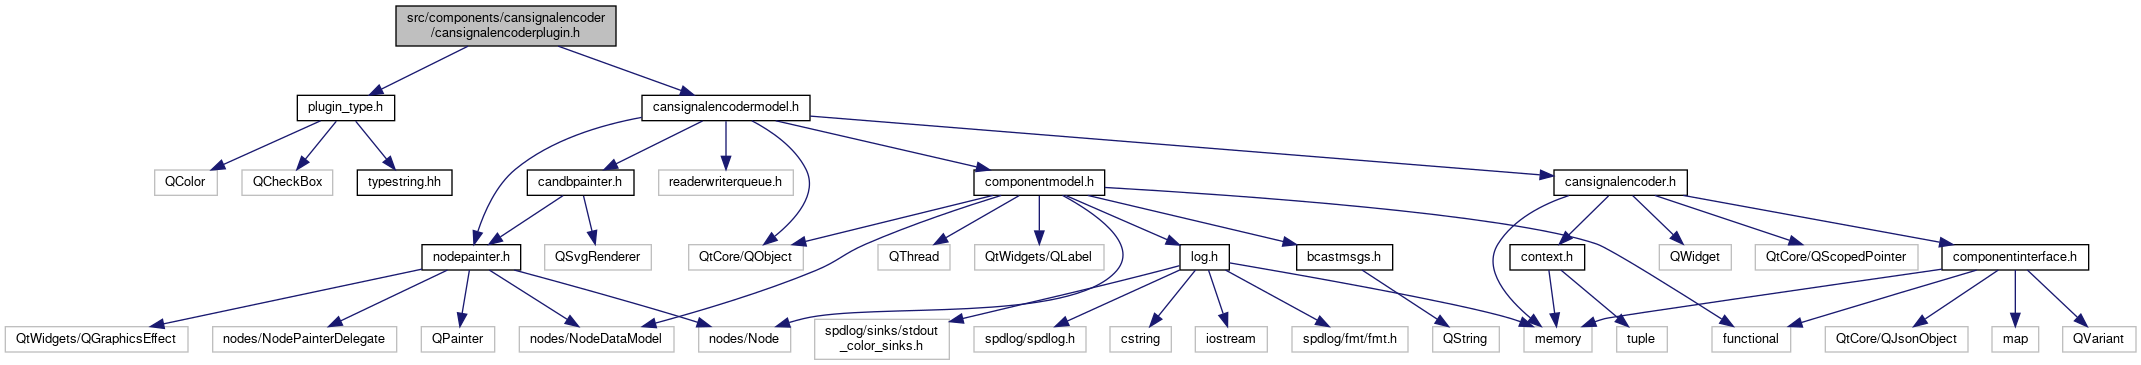 src/components/cansignalencoder
/cansignalencoderplugin.h
plugin_type.h
cansignalencodermodel.h
QColor
QCheckBox
typestring.hh
candbpainter.h
readerwriterqueue.h
componentmodel.h
cansignalencoder.h
nodepainter.h
QSvgRenderer
QtCore/QObject
QThread
QtWidgets/QLabel
log.h
bcastmsgs.h
context.h
QWidget
QtCore/QScopedPointer
componentinterface.h
QtWidgets/QGraphicsEffect
nodes/NodePainterDelegate
QPainter
nodes/NodeDataModel
nodes/Node
spdlog/sinks/stdout
_color_sinks.h
spdlog/spdlog.h
cstring
iostream
spdlog/fmt/fmt.h
QString
memory
tuple
functional
QtCore/QJsonObject
map
QVariant